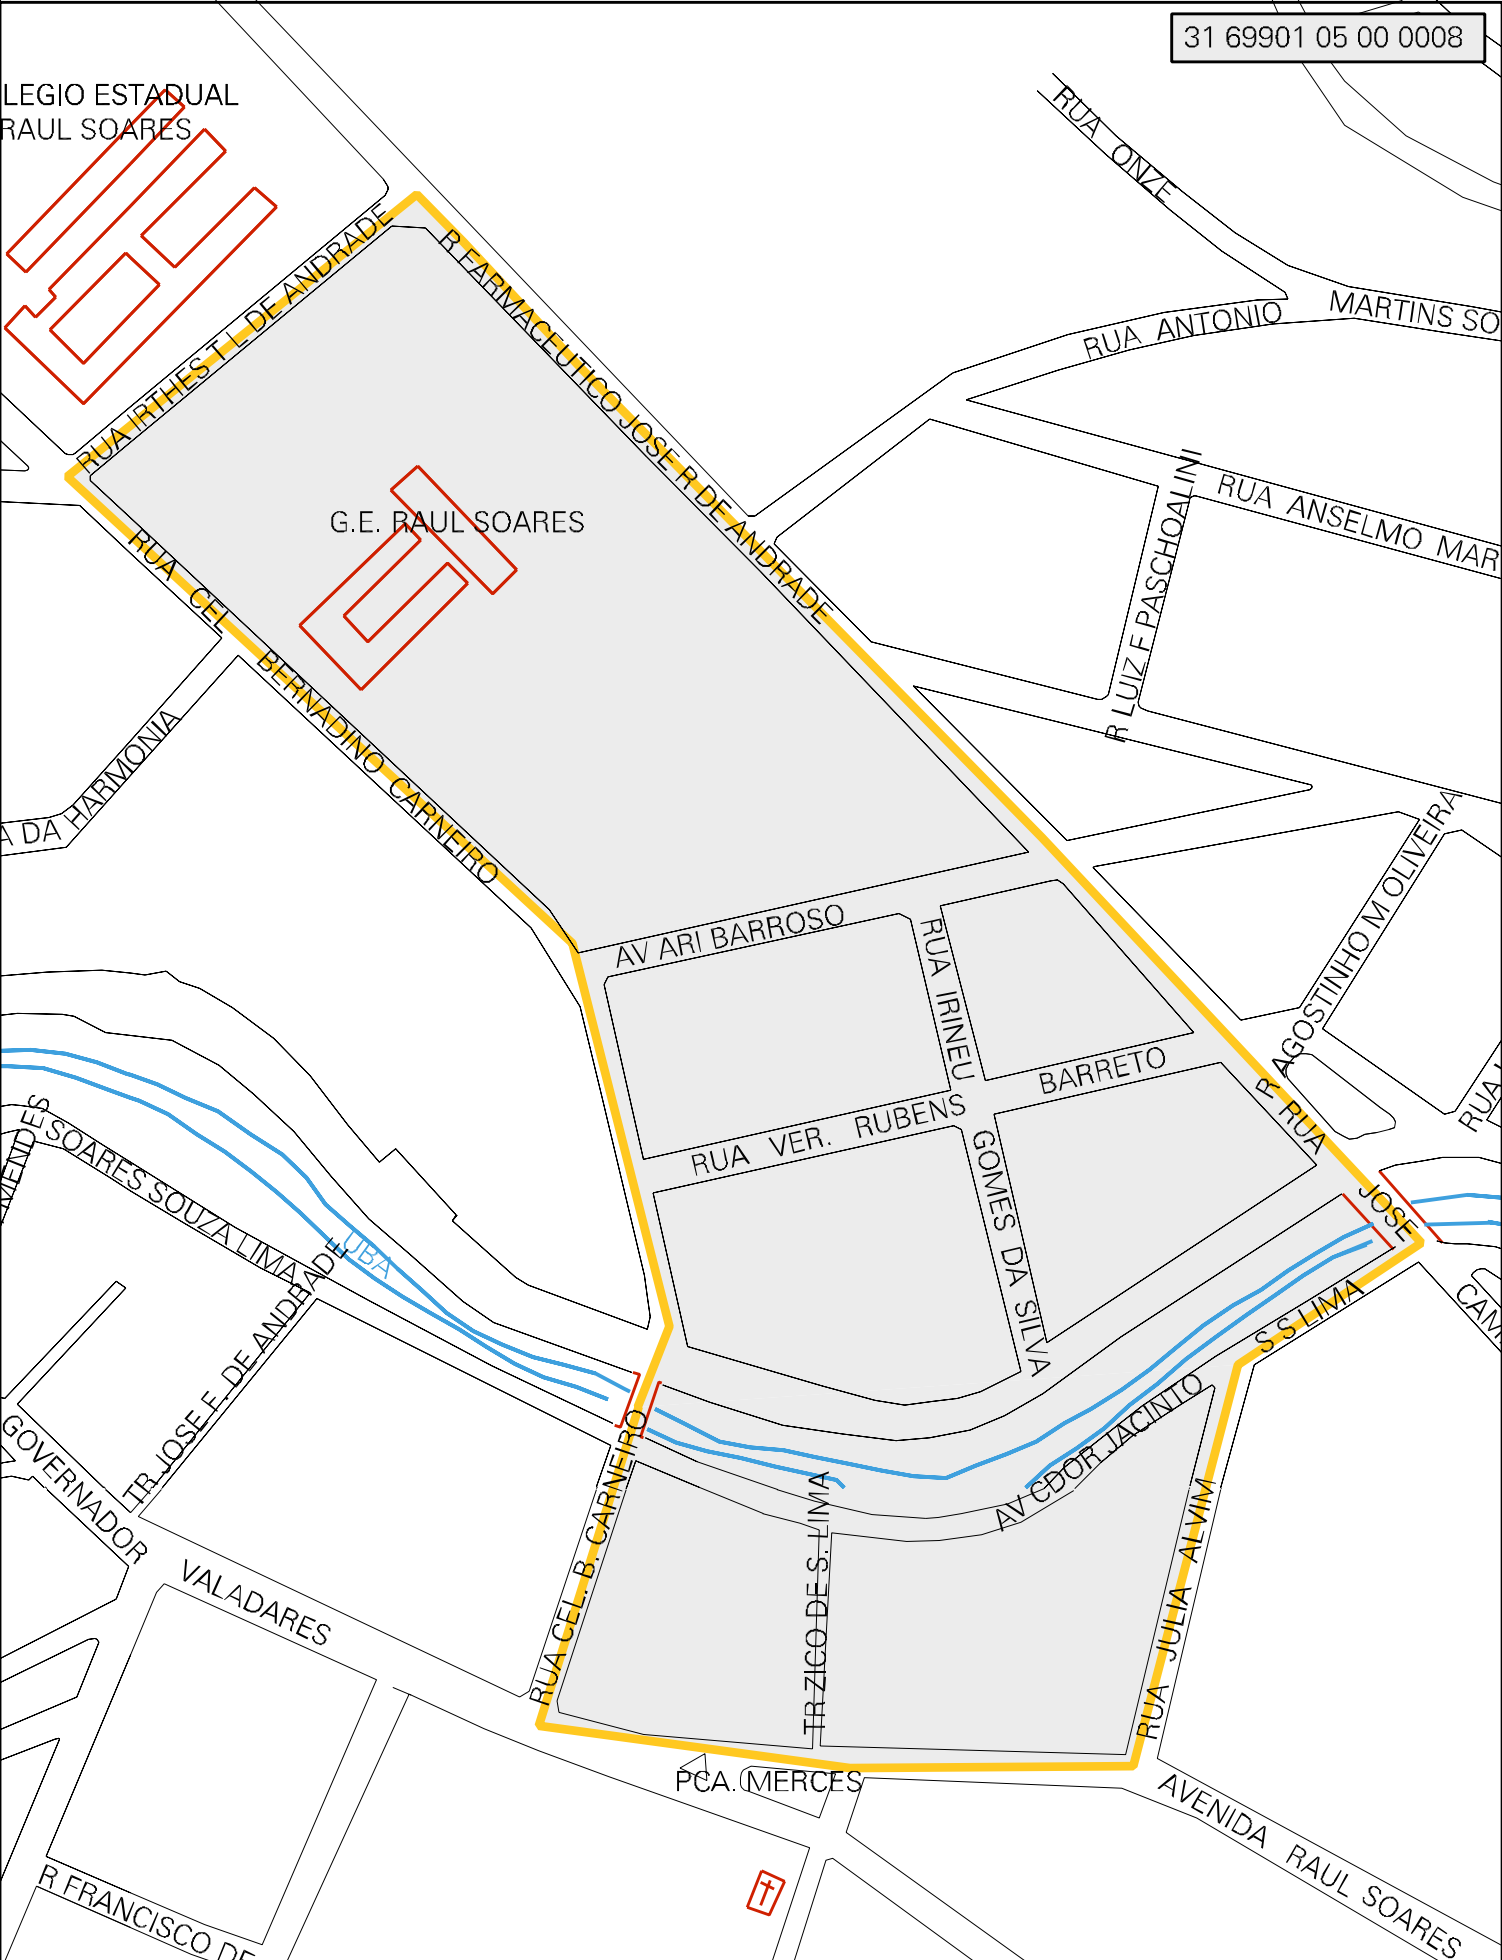 31 69901 05 00 0008
LEGIO ESTADUAL
RAUL SOARES
RUA ONZE
RUA ANTONIO MARTINS SO
RUA IRTHES T L DE ANDRADE
R FARMACEUTICO JOSE R DE ANDRADE
G.E. RAUL SOARES
R LUIZ F PASCHOALINI
RUA ANSELMO MAR
RUA CEL BERNADINO CARNEIRO
A DA HARMONIA
R AGOSTINHO M OLIVEIRA
AV ARI BARROSO
RUA IRINEU GOMES DA SILVA
RUA VER. RUBENS BARRETO
RUA JOSE
RUA
MENDES
SOARES SOUZA LIMA
UBA
TR JOSE F. DE ANDRADE
S S LIMA
CAM
AV CDOR JACINTO
GOVERNADOR VALADARES
RUA CEL. B. CARNEIRO
TR ZICO DE S. LIMA
RUA JULIA ALVIM
PCA. MERCES
AVENIDA RAUL SOARES
R FRANCISCO DE